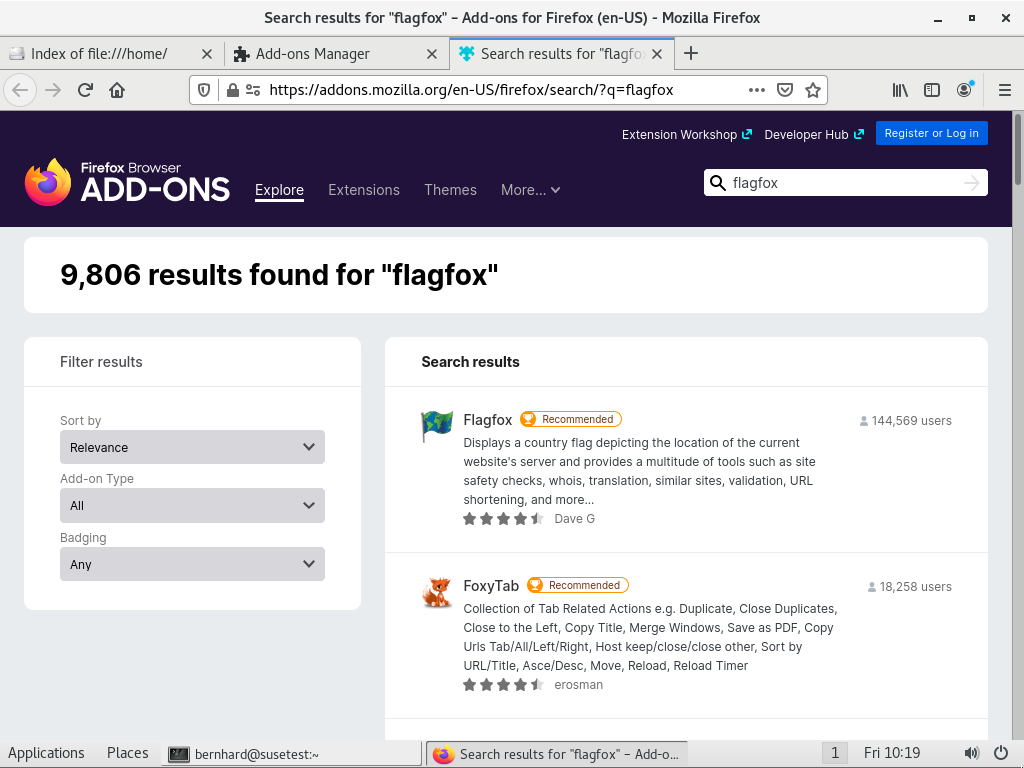 Search results for "flagfox" – Add-ons for Firefox (en-US) - Mozilla Firefox
Index of file:///home/
Add-ons Manager
Search results for "flagfo
https://addons.mozilla.org/en-US/firefox/search/?q=flagfox
Extension Workshop
Developer Hub
Register or Log in
Firefox Browser
ADD-ONS
Explore
Extensions
Themes
More...
flagfox
9,806 results found for "flagfox"
Filter results
Sort by
Relevance
Add-on Type
All
Badging
Any
Search results
Flagfox
Recommended
144,569 users
Displays a country flag depicting the location of the current
website's server and provides a multitude of tools such as site
safety checks, whois, translation, similar sites, validation, URL
shortening, and more...
Dave G
FoxyTab
Recommended
18,258 users
Collection of Tab Related Actions e.g. Duplicate, Close Duplicates,
Close to the Left, Copy Title, Merge Windows, Save as PDF, Copy
Urls Tab/All/Left/Right, Host keep/close/close other, Sort by
URL/Title, Asce/Desc, Move, Reload, Reload Timer
erosman
Applications
Places
bernhard@susetest:~
Search results for "flagfox" – Add-o...
1
Fri 10:19